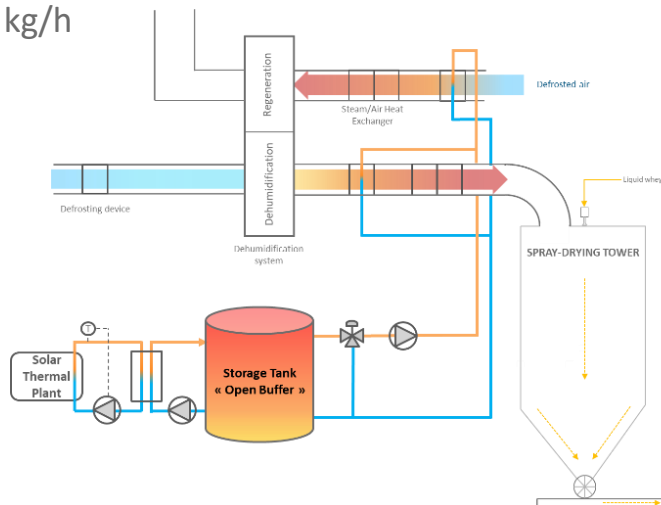 kg/h
Regeneration
Defrosted air
Steam/Air Heat
Exchanger
Dehumidification
Defrosting device
Dehumidification
system
Liquid whey
SPRAY-DRYING TOWER
T
Solar
Thermal
Plant
Storage Tank
« Open Buffer »